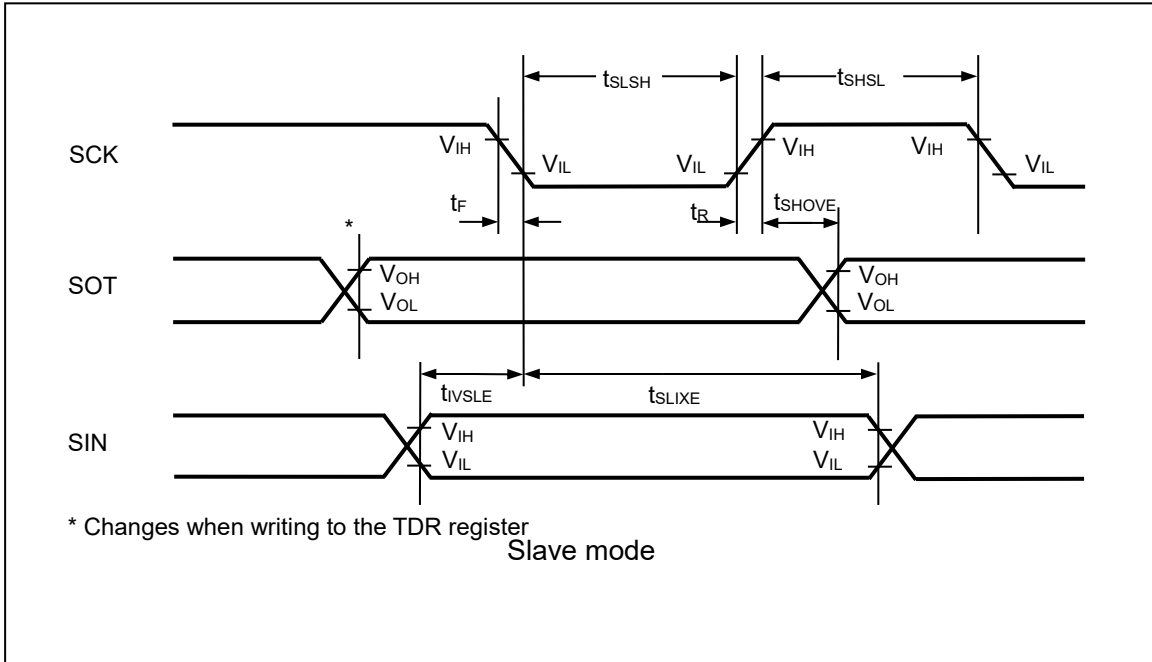 tSLSH tSHSL
SCK VIH VIL VIL VIH VIH VIL
tF tR tSHOVE
*
SOT VOH VOH
VOL VOL
tIVSLE tSLIXE
SIN VIH VIH
VIL VIL
* Changes when writing to the TDR register
Slave mode